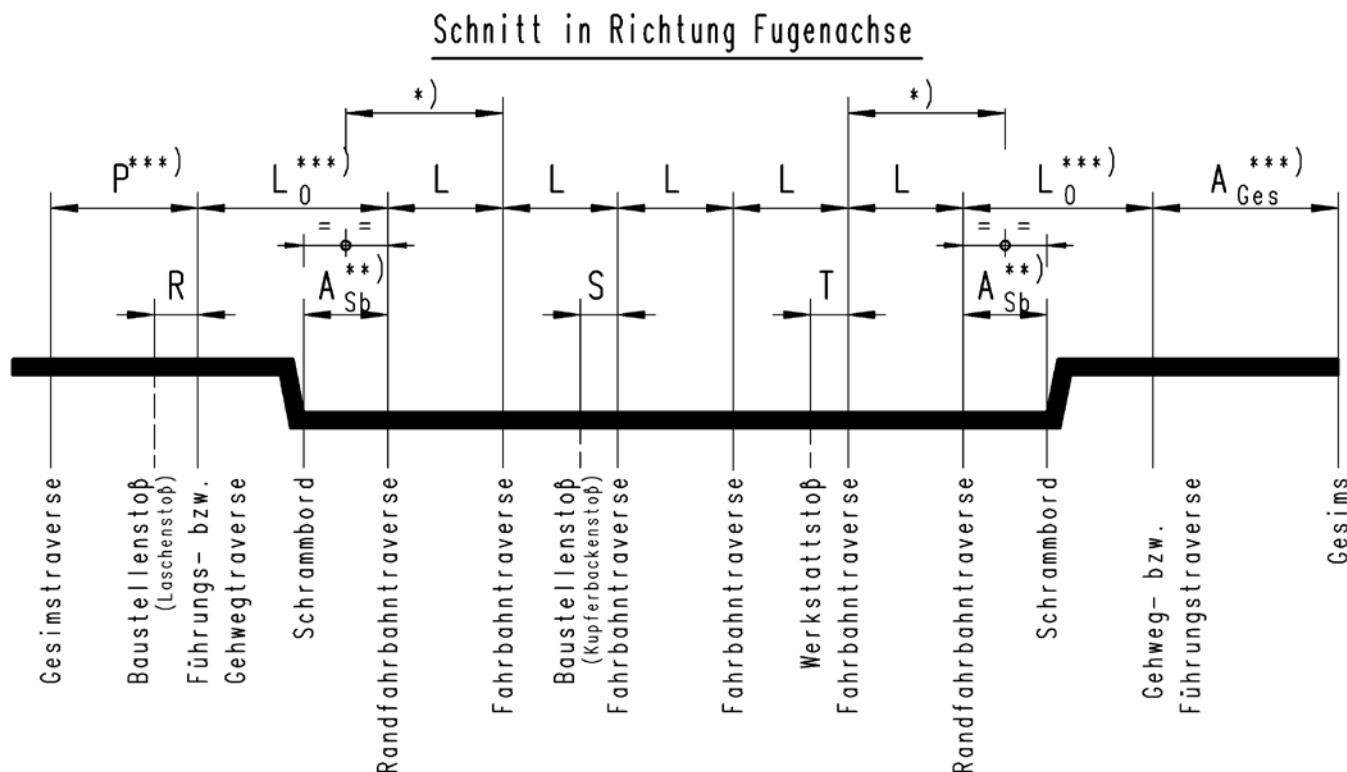 Schnitt in Richtung Fugenachse
*) *)
P***) L0***) L L L L L L0***) AGes***)
= = = =
R ASb**) S T ASb**)
Gesimstraverse
Baustellenstoß
(Laschenstoß)
Führungs- bzw.
Gehwegtraverse
Schrammbord
Randfahrbahntraverse
Fahrbahntraverse
Baustellenstoß
(Kupferbackenstoß)
Fahrbahntraverse
Fahrbahntraverse
Werkstattstoß
Fahrbahntraverse
Randfahrbahntraverse
Schrammbord
Gehweg- bzw.
Führungstraverse
Gesims